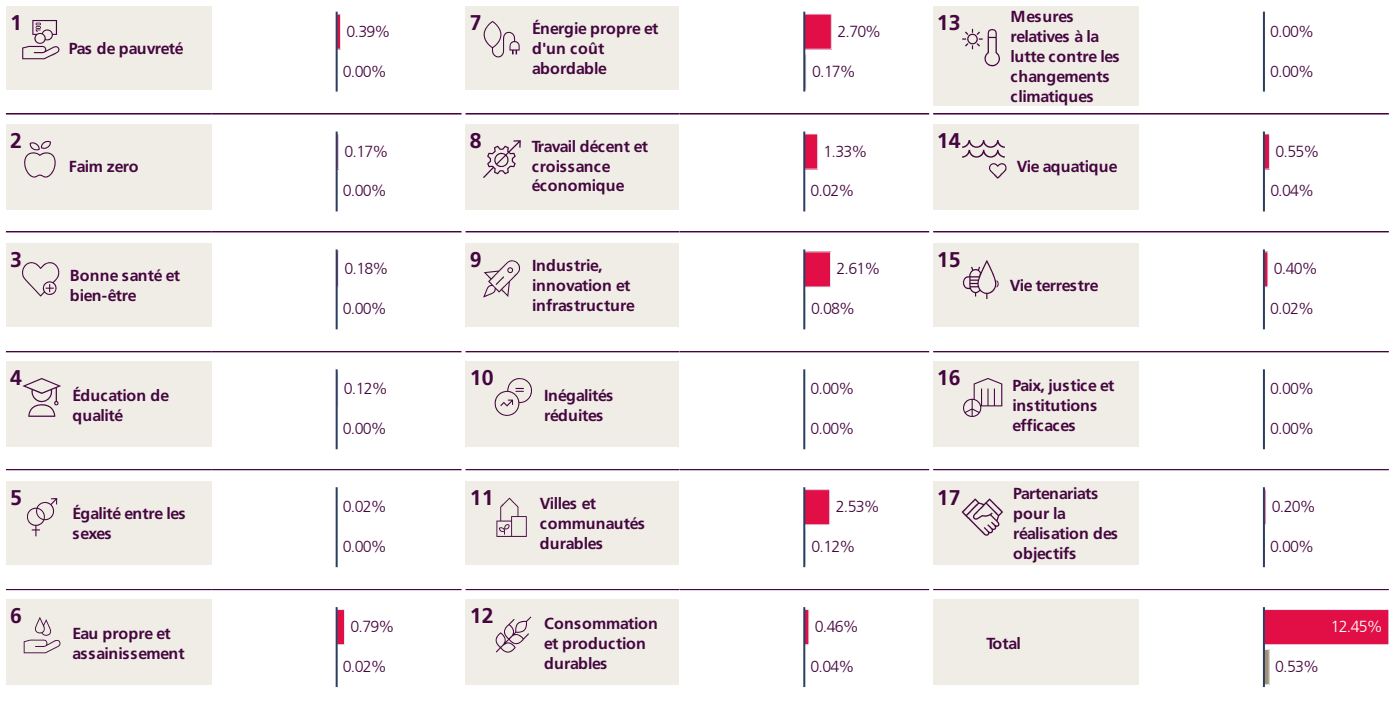 1
Pas de pauvreté
0.39%
0.00%
2
Faim zero
0.17%
0.00%
3
Bonne santé et
bien-être
0.18%
0.00%
4
Éducation de
qualité
0.12%
0.00%
5
Égalité entre les
sexes
0.02%
0.00%
6
Eau propre et
assainissement
0.79%
0.02%
7
Énergie propre et
d'un coût
abordable
2.70%
0.17%
8
Travail décent et
croissance
économique
1.33%
0.02%
9
Industrie,
innovation et
infrastructure
2.61%
0.08%
10
Inégalités
réduites
0.00%
0.00%
11
Villes et
communautés
durables
2.53%
0.12%
12
Consommation
et production
durables
0.46%
0.04%
13
Mesures
relatives à la
lutte contre les
changements
climatiques
0.00%
0.00%
14
Vie aquatique
0.55%
0.04%
15
Vie terrestre
0.40%
0.02%
16
Paix, justice et
institutions
efficaces
0.00%
0.00%
17
Partenariats
pour la
réalisation des
objectifs
0.20%
0.00%
Total
12.45%
0.53%